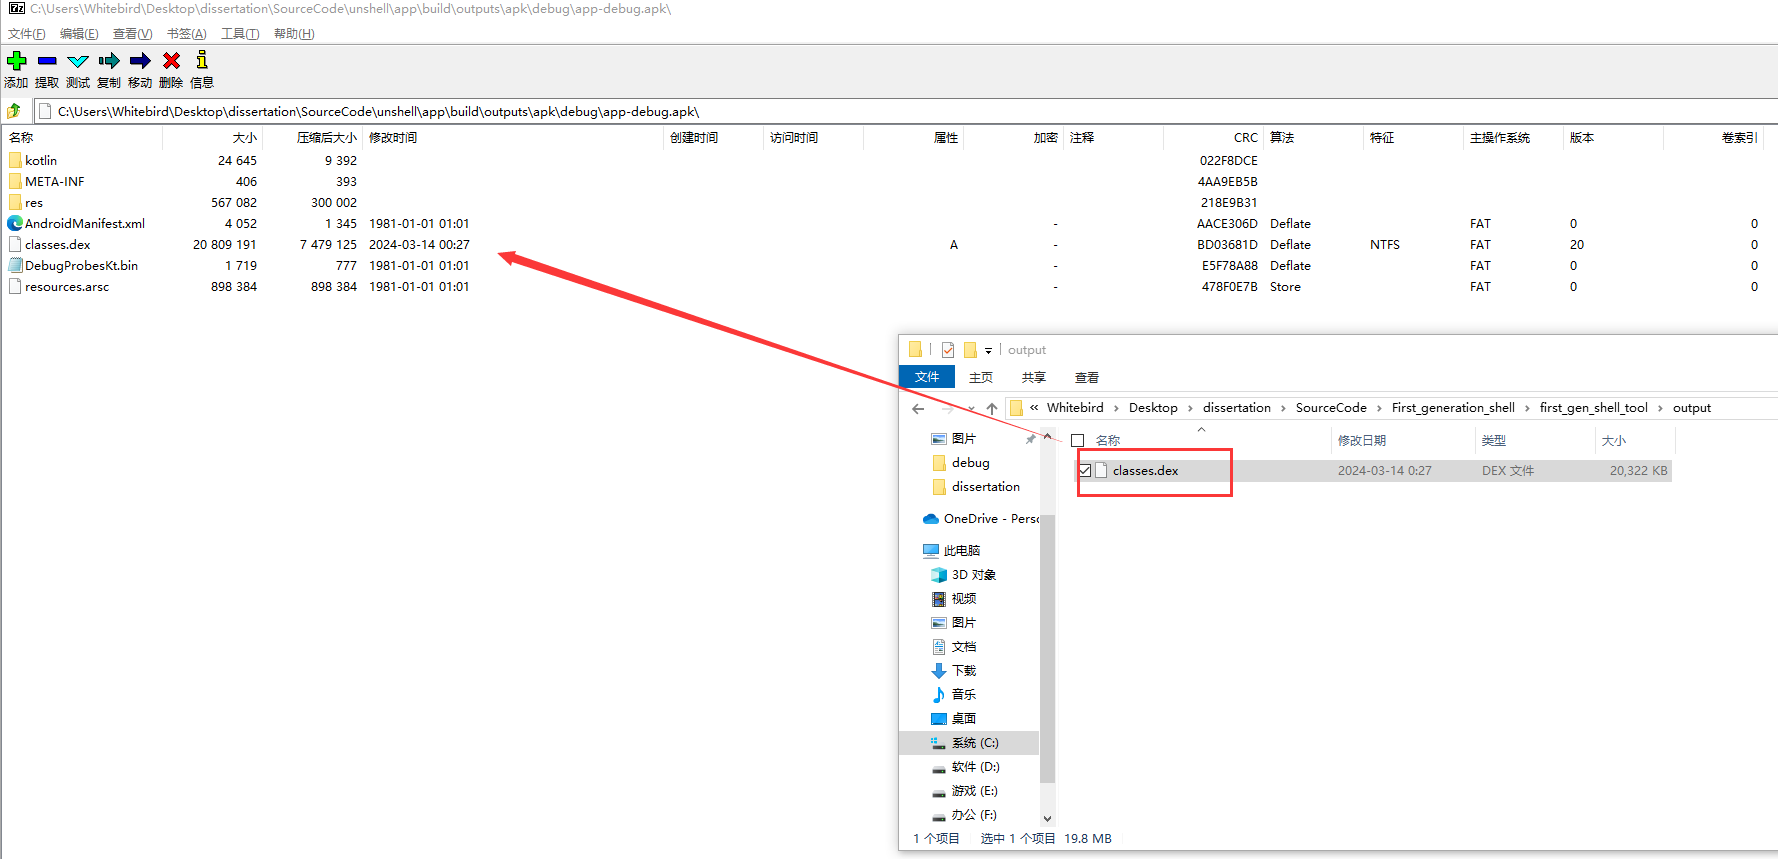 C:\Users\Whitebird\Desktop\dissertation\SourceCode\unshell\app\build\outputs\apk\debug\app-debug.apk\
文件(F) 编辑(E) 查看(V) 书签(A) 工具(T) 帮助(H)
添加 提取 测试 复制 移动 删除 信息
C:\Users\Whitebird\Desktop\dissertation\SourceCode\unshell\app\build\outputs\apk\debug\app-debug.apk\
名称 大小 压缩后大小 修改时间 创建时间 访问时间 属性 加密 注释 CRC 算法 特征 主操作系统 版本 卷索引
kotlin 24 645 9 392 022F8DCE
META-INF 406 393 4AA9EB5B
res 567 082 300 002 218E9B31
AndroidManifest.xml 4 052 1 345 1981-01-01 01:01 - AACE306D Deflate FAT 0 0
classes.dex 20 809 191 7 479 125 2024-03-14 00:27 A - BD03681D Deflate NTFS FAT 20 0
DebugProbesKt.bin 1 719 777 1981-01-01 01:01 - E5F78A88 Deflate FAT 0 0
resources.arsc 898 384 898 384 1981-01-01 01:01 - 478F0E7B Store FAT 0 0
output
文件 主页 共享 查看
« Whitebird › Desktop › dissertation › SourceCode › First_generation_shell › first_gen_shell_tool › output
名称 修改日期 类型 大小
classes.dex 2024-03-14 0:27 DEX 文件 20,322 KB
图片
debug
dissertation
OneDrive - Perso
此电脑
3D 对象
视频
图片
文档
下载
音乐
桌面
系统 (C:)
软件 (D:)
游戏 (E:)
办公 (F:)
1 个项目 选中 1 个项目 19.8 MB